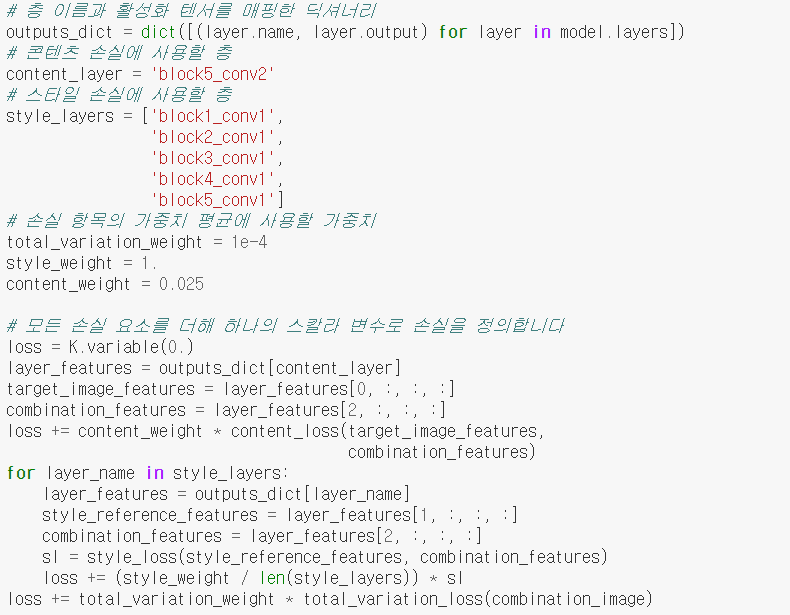 # 층 이름과 활성화 텐서를 매핑한 딕셔너리
outputs_dict = dict([(layer.name, layer.output) for layer in model.layers])
# 콘텐츠 손실에 사용할 층
content_layer = 'block5_conv2'
# 스타일 손실에 사용할 층
style_layers = ['block1_conv1',
                'block2_conv1',
                'block3_conv1',
                'block4_conv1',
                'block5_conv1']
# 손실 항목의 가중치 평균에 사용할 가중치
total_variation_weight = 1e-4
style_weight = 1.
content_weight = 0.025

# 모든 손실 요소를 더해 하나의 스칼라 변수로 손실을 정의합니다
loss = K.variable(0.)
layer_features = outputs_dict[content_layer]
target_image_features = layer_features[0, :, :, :]
combination_features = layer_features[2, :, :, :]
loss += content_weight * content_loss(target_image_features,
                                      combination_features)
for layer_name in style_layers:
    layer_features = outputs_dict[layer_name]
    style_reference_features = layer_features[1, :, :, :]
    combination_features = layer_features[2, :, :, :]
    sl = style_loss(style_reference_features, combination_features)
    loss += (style_weight / len(style_layers)) * sl
loss += total_variation_weight * total_variation_loss(combination_image)